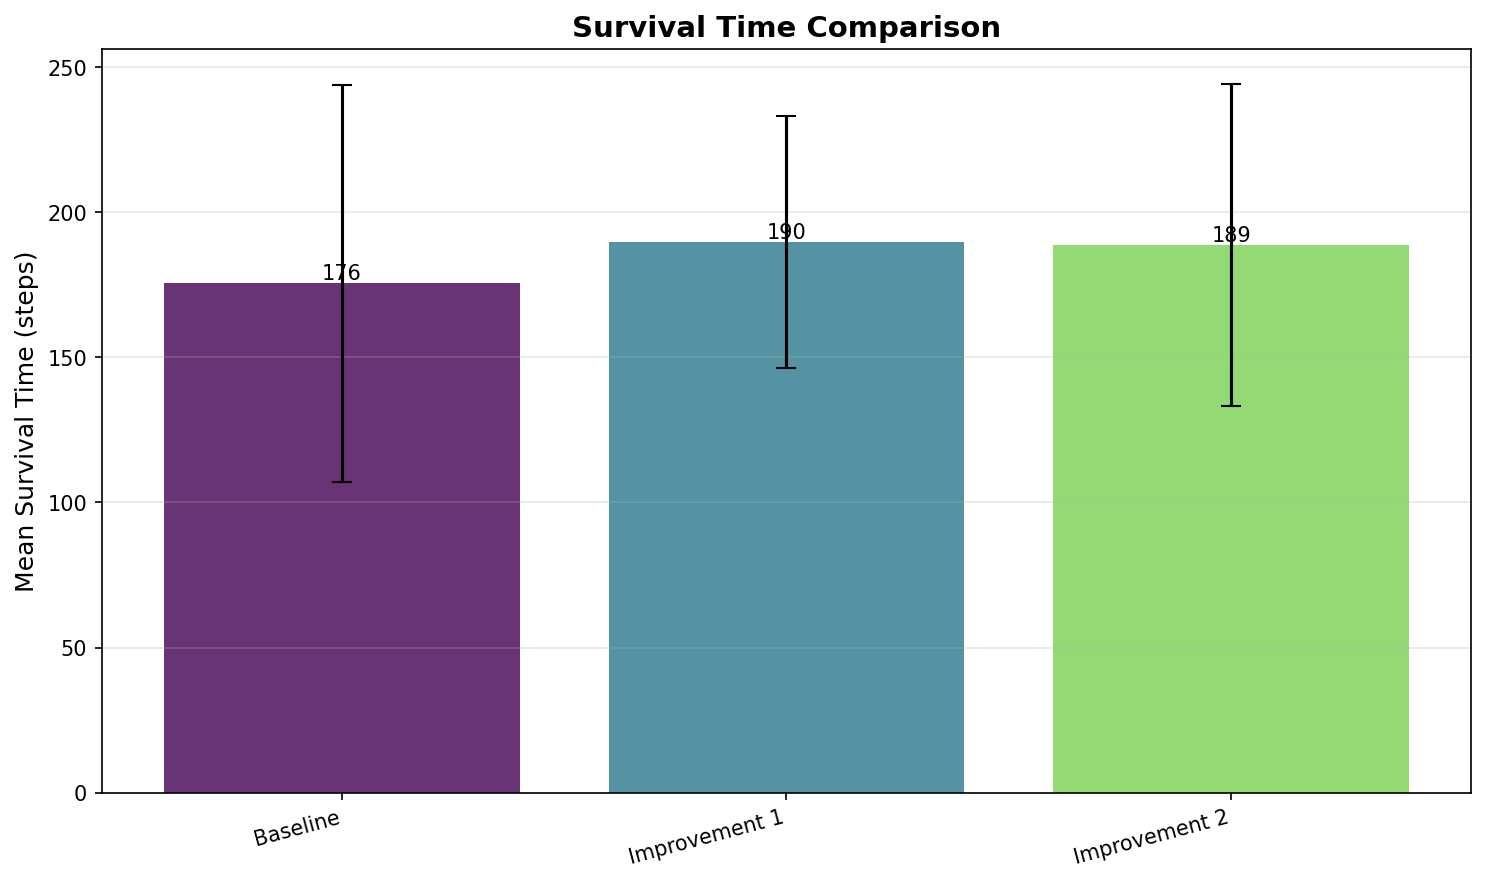 Survival Time Comparison
Mean Survival Time (steps)
250
200
150
100
50
0
176
190
189
Baseline
Improvement 1
Improvement 2